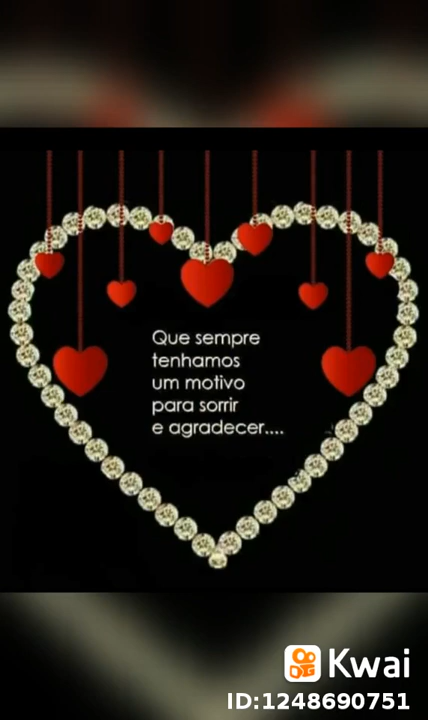 Que sempre
tenhamos
um motivo
para sorrir
e agradecer....
Kwai
ID:1248690751